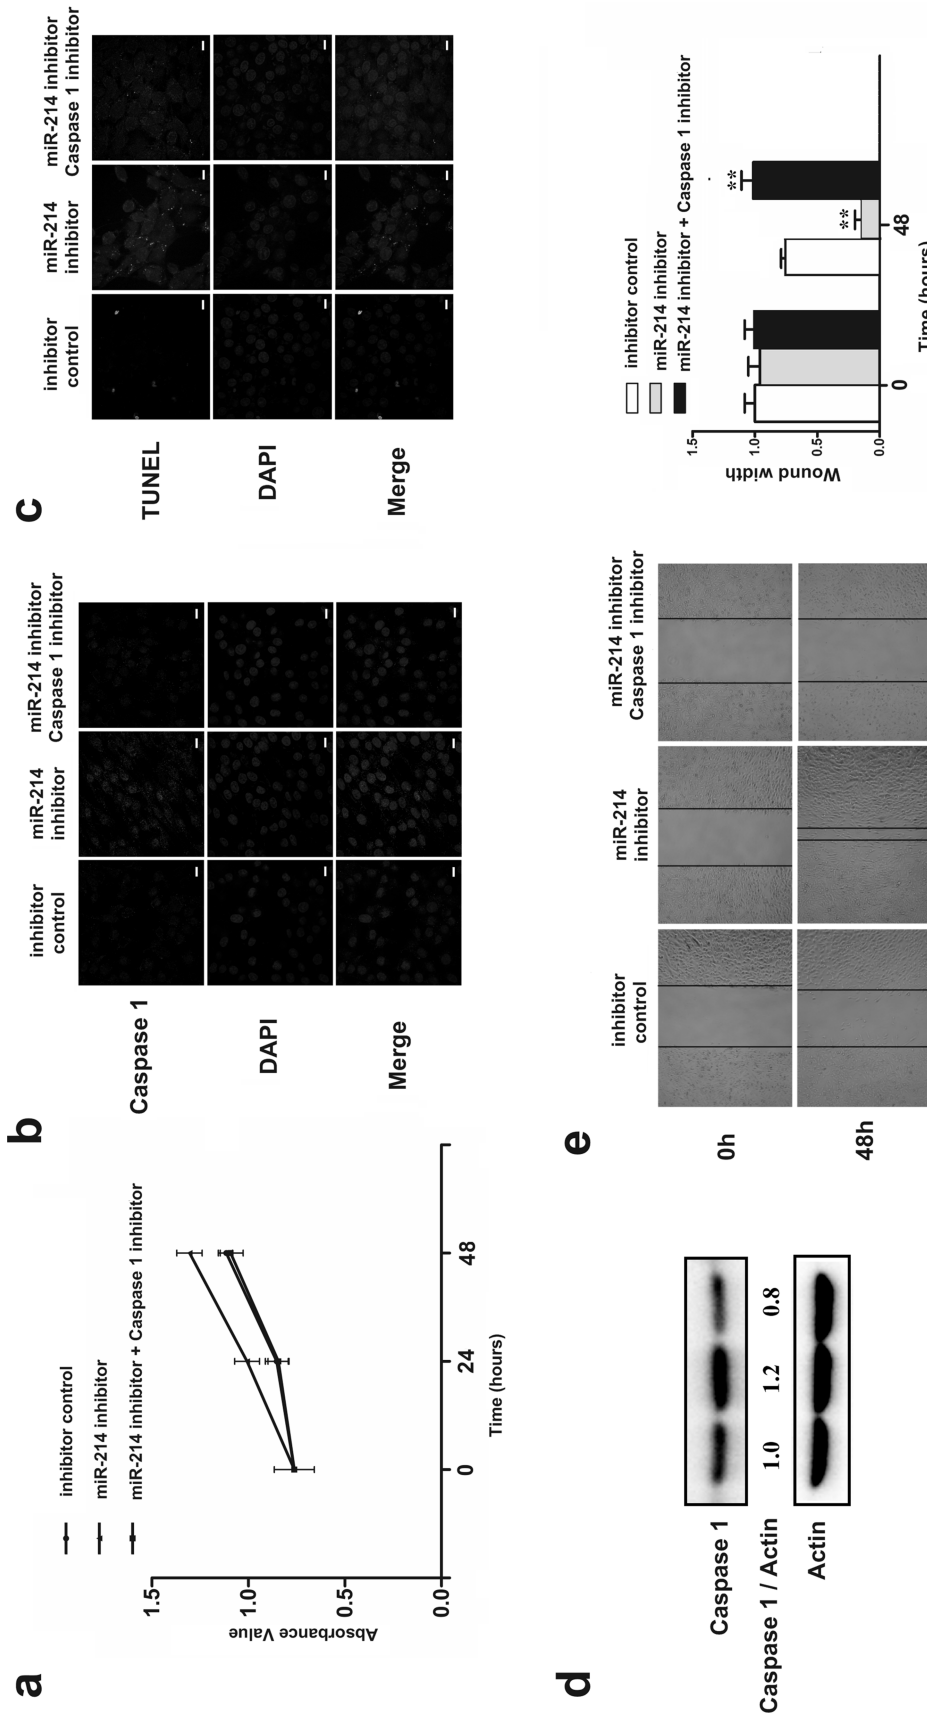 a
inhibitor control
miR-214 inhibitor
miR-214 inhibitor + Caspase 1 inhibitor
1.5
1.0
0.5
0.0
Absorbance Value
0
24
48
Time (hours)
b
inhibitor
control
miR-214
inhibitor
miR-214 inhibitor
Caspase 1 inhibitor
Caspase 1
DAPI
Merge
c
inhibitor
control
miR-214
inhibitor
miR-214 inhibitor
Caspase 1 inhibitor
TUNEL
DAPI
Merge
d
Caspase 1
Caspase 1 / Actin
1.0 1.2 0.8
Actin
e
inhibitor
control
miR-214
inhibitor
miR-214 inhibitor
Caspase 1 inhibitor
0h
48h
inhibitor control
miR-214 inhibitor
miR-214 inhibitor + Caspase 1 inhibitor
1.5
1.0
0.5
0.0
Wound width
**
**
0
48
Time (hours)